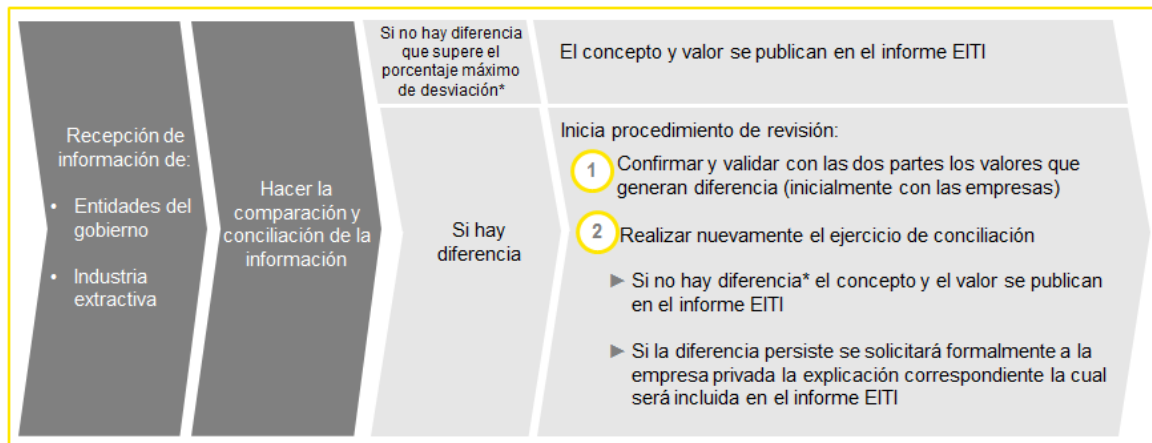 Recepción de
información de:
• Entidades del
gobierno
• Industria
extractiva
Hacer la
comparación y
conciliación de la
información
Si no hay diferencia
que supere el
porcentaje máximo
de desviación*
El concepto y valor se publican en el informe EITI
Si hay
diferencia
Inicia procedimiento de revisión:
1 Confirmar y validar con las dos partes los valores que
generan diferencia (inicialmente con las empresas)
2 Realizar nuevamente el ejercicio de conciliación
► Si no hay diferencia* el concepto y el valor se publican
en el informe EITI
► Si la diferencia persiste se solicitará formalmente a la
empresa privada la explicación correspondiente la cual
será incluida en el informe EITI